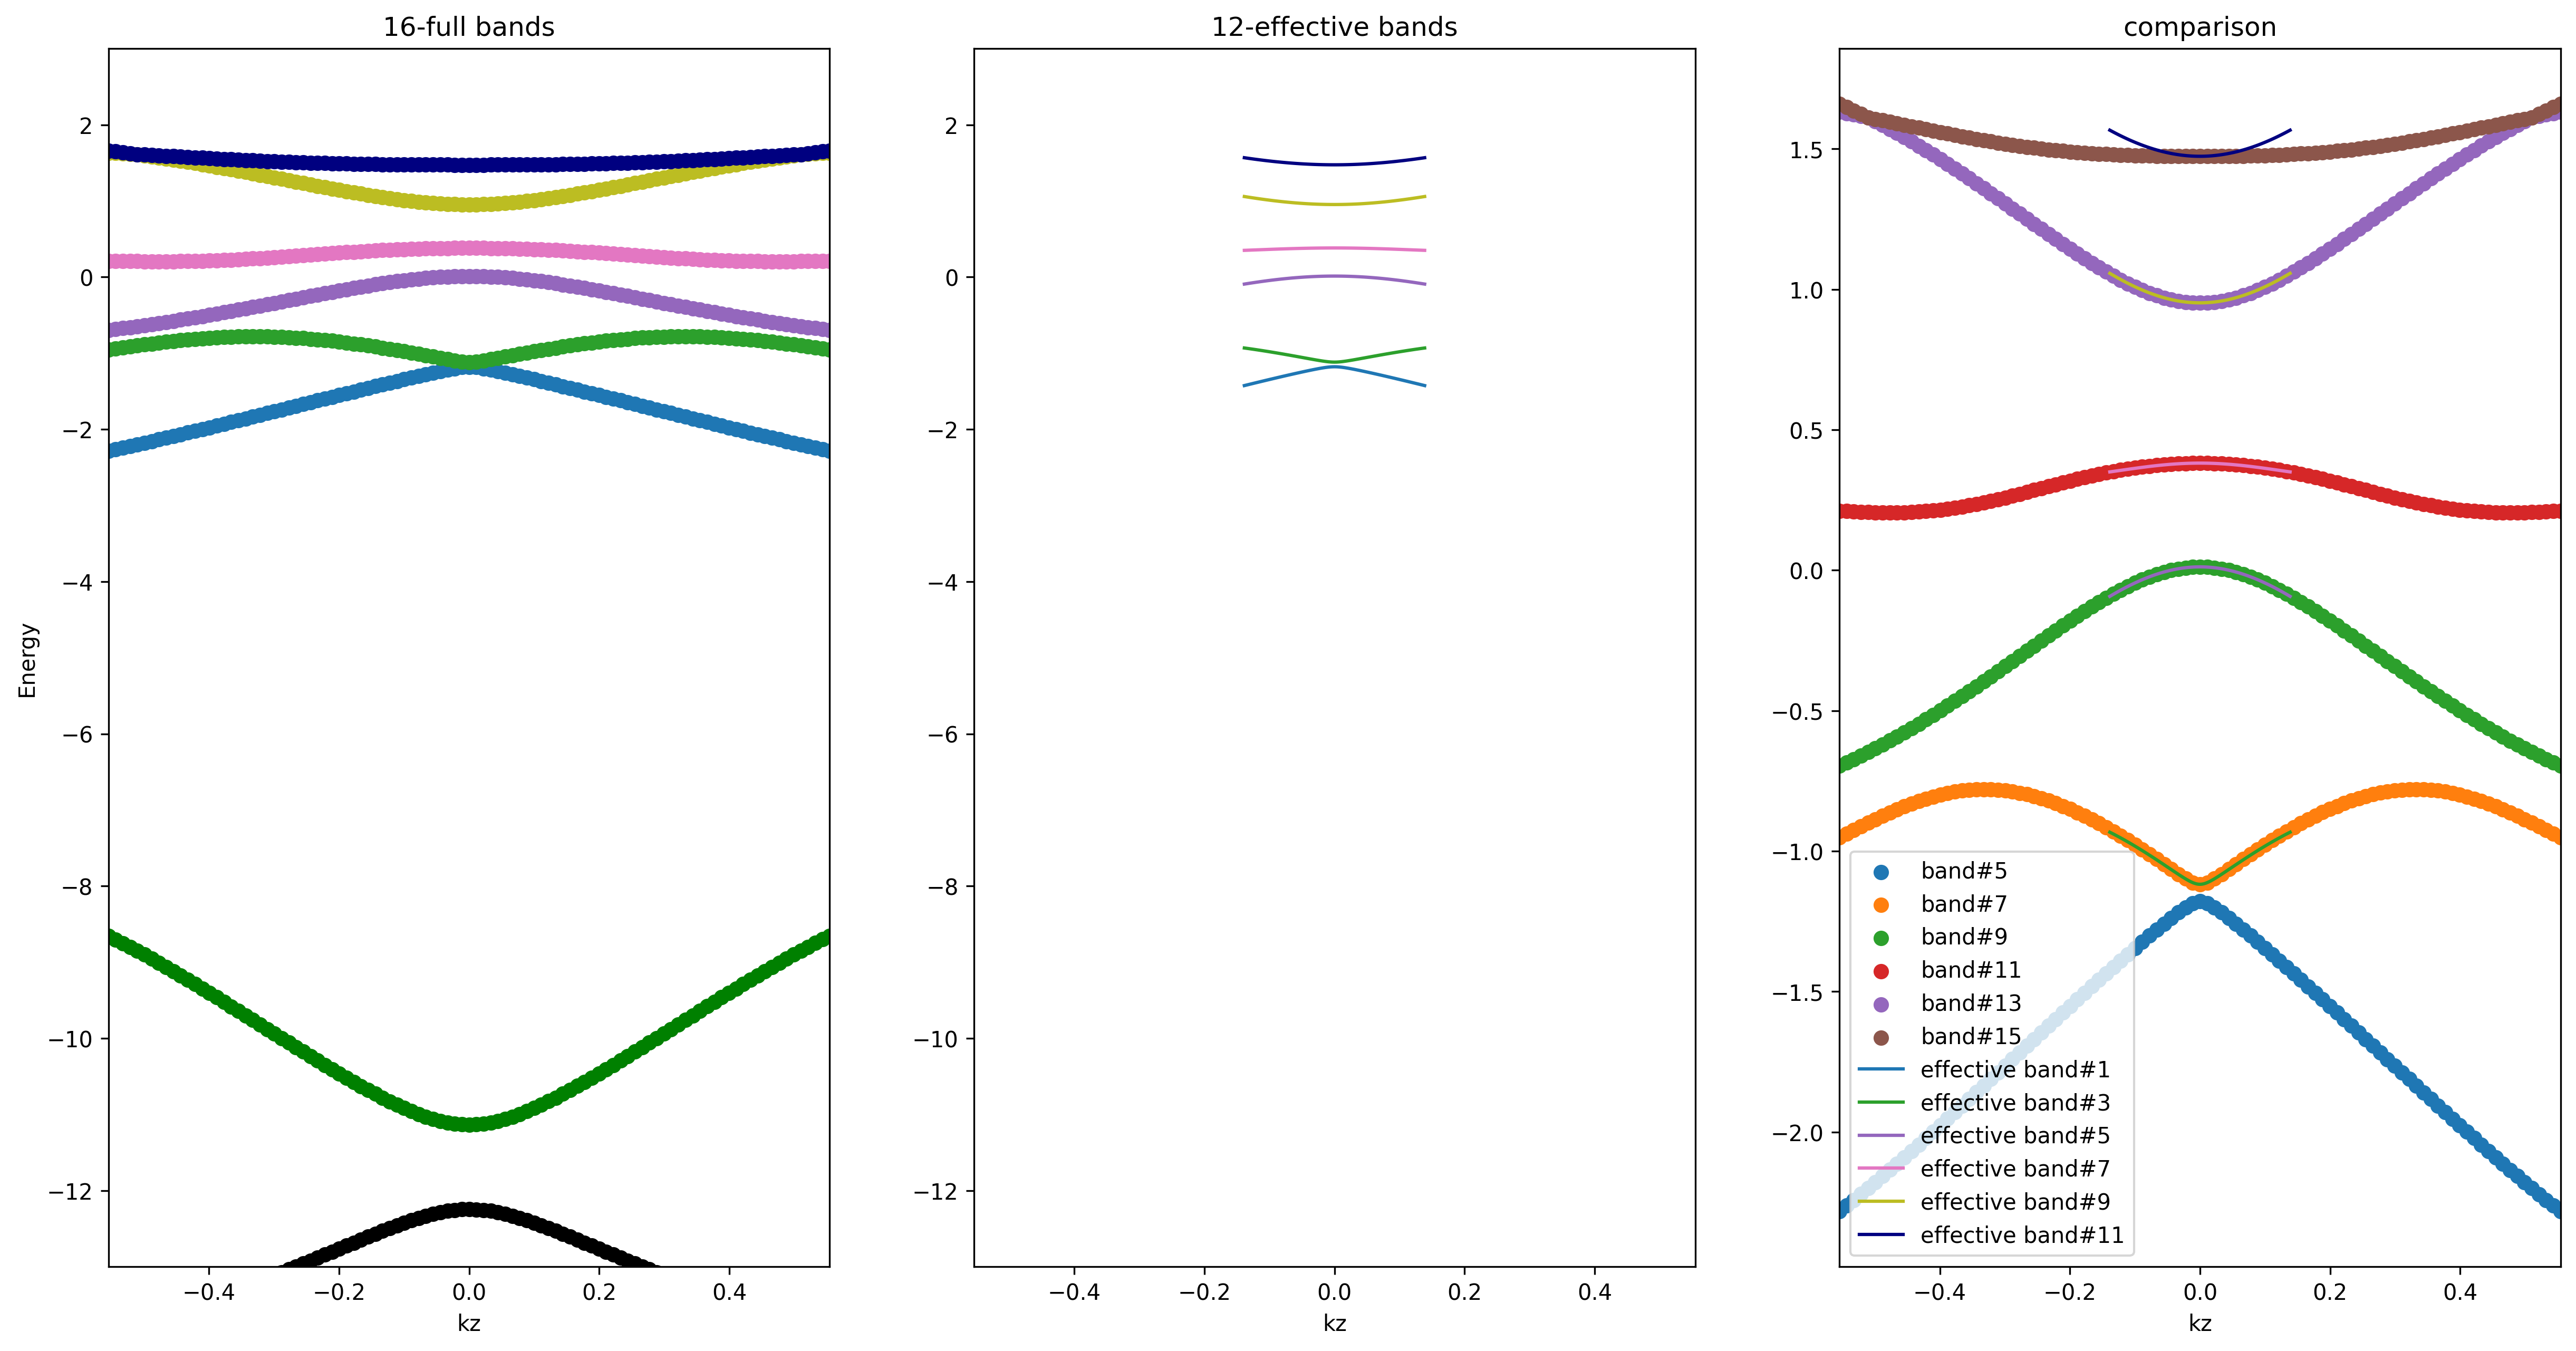 16-full bands
2
0
−2
−4
−6
−8
−10
−12
Energy
−0.4 −0.2 0.0 0.2 0.4
kz
12-effective bands
2
0
−2
−4
−6
−8
−10
−12
−0.4 −0.2 0.0 0.2 0.4
kz
comparison
1.5
1.0
0.5
0.0
−0.5
−1.0
−1.5
−2.0
band#5
band#7
band#9
band#11
band#13
band#15
effective band#1
effective band#3
effective band#5
effective band#7
effective band#9
effective band#11
−0.4 −0.2 0.0 0.2 0.4
kz